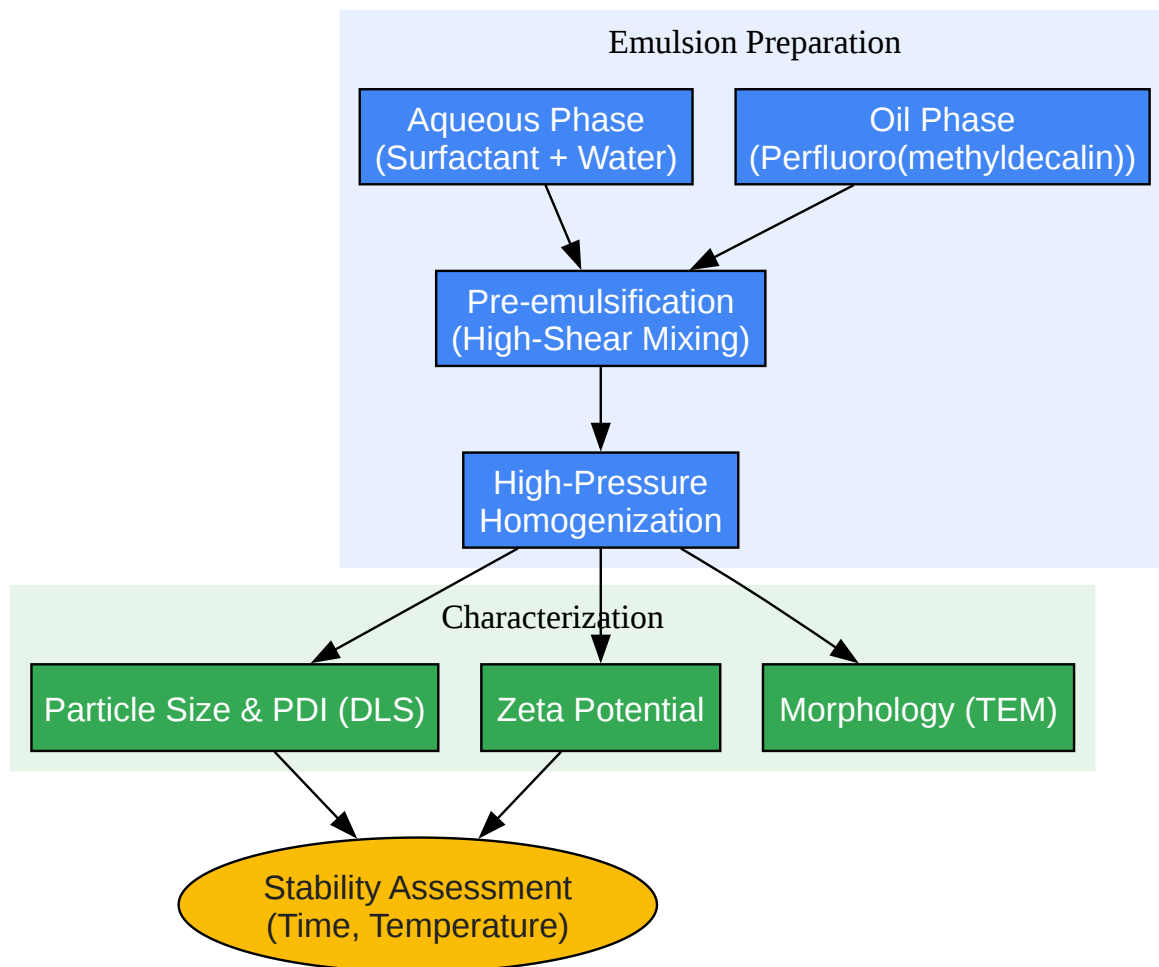 Emulsion Preparation
Aqueous Phase
(Surfactant + Water)
Oil Phase
(Perfluoro(methyldecalin))
Pre-emulsification
(High-Shear Mixing)
High-Pressure
Homogenization
Characterization
Particle Size & PDI (DLS)
Zeta Potential
Morphology (TEM)
Stability Assessment
(Time, Temperature)